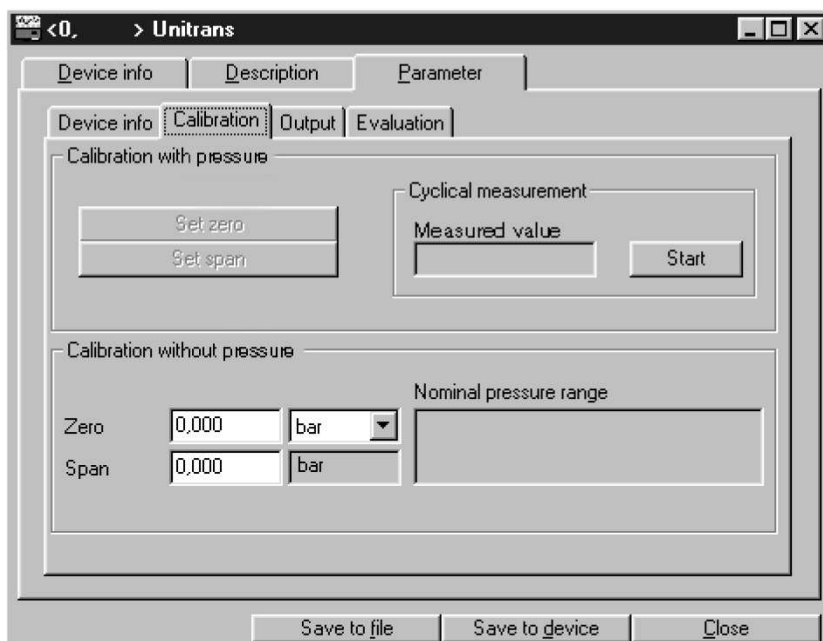 <0,      > Unitrans
Device info Description Parameter
Device info Calibration Output Evaluation
Calibration with pressure
Cyclical measurement
Set zero
Measured value
Set span
Start
Calibration without pressure
Nominal pressure range
Zero 0,000 bar
Span 0,000 bar
Save to file Save to device Close